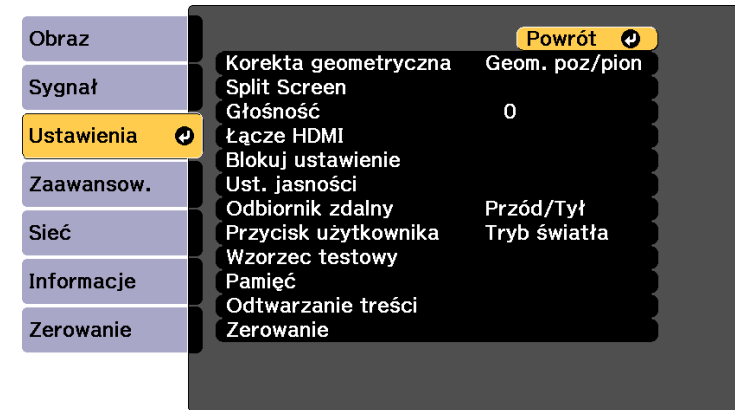 Obraz
Sygnał
Ustawienia
Zaawansow.
Sieć
Informacje
Zerowanie
Powrót
Korekta geometryczna Geom. poz/pion
Split Screen
Głośność 0
Łącze HDMI
Blokuj ustawienie
Ust. jasności
Odbiornik zdalny Przód/Tył
Przycisk użytkownika Tryb światła
Wzorzec testowy
Pamięć
Odtwarzanie treści
Zerowanie